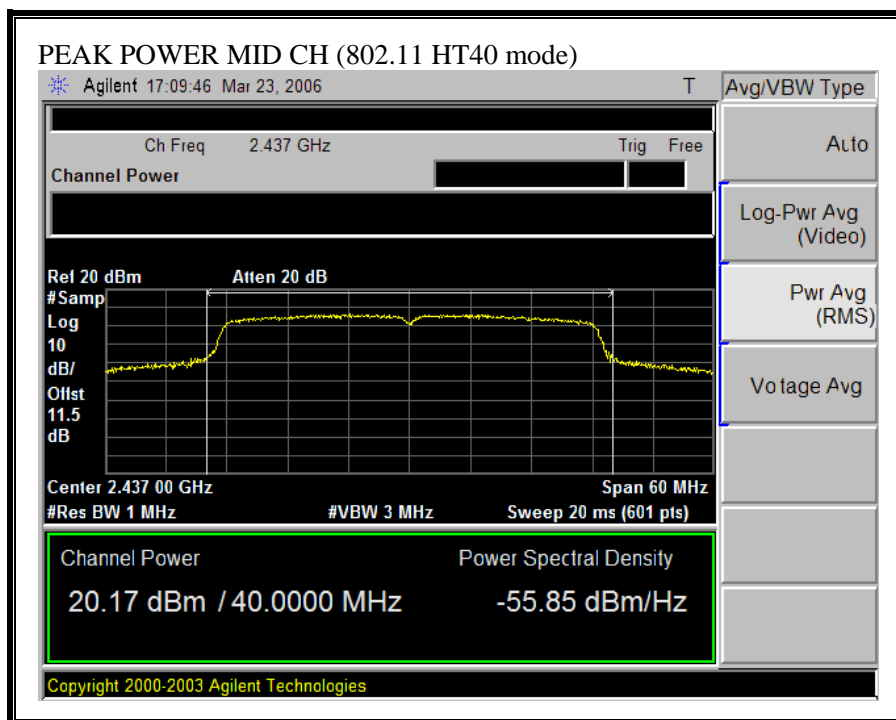 PEAK POWER MID CH (802.11 HT40 mode)
Agilent 17:09:46 Mar 23, 2006 T
Avg/VBW Type
Ch Freq 2.437 GHz Trig Free
Channel Power
Auto
Log-Pwr Avg
(Video)
Pwr Avg
(RMS)
Vo tage Avg
Ref 20 dBm Atten 20 dB
#Samp
Log
10
dB/
Offst
11.5
dB
Center 2.437 00 GHz Span 60 MHz
#Res BW 1 MHz #VBW 3 MHz Sweep 20 ms (601 pts)
Channel Power Power Spectral Density
20.17 dBm / 40.0000 MHz -55.85 dBm/Hz
Copyright 2000-2003 Agilent Technologies